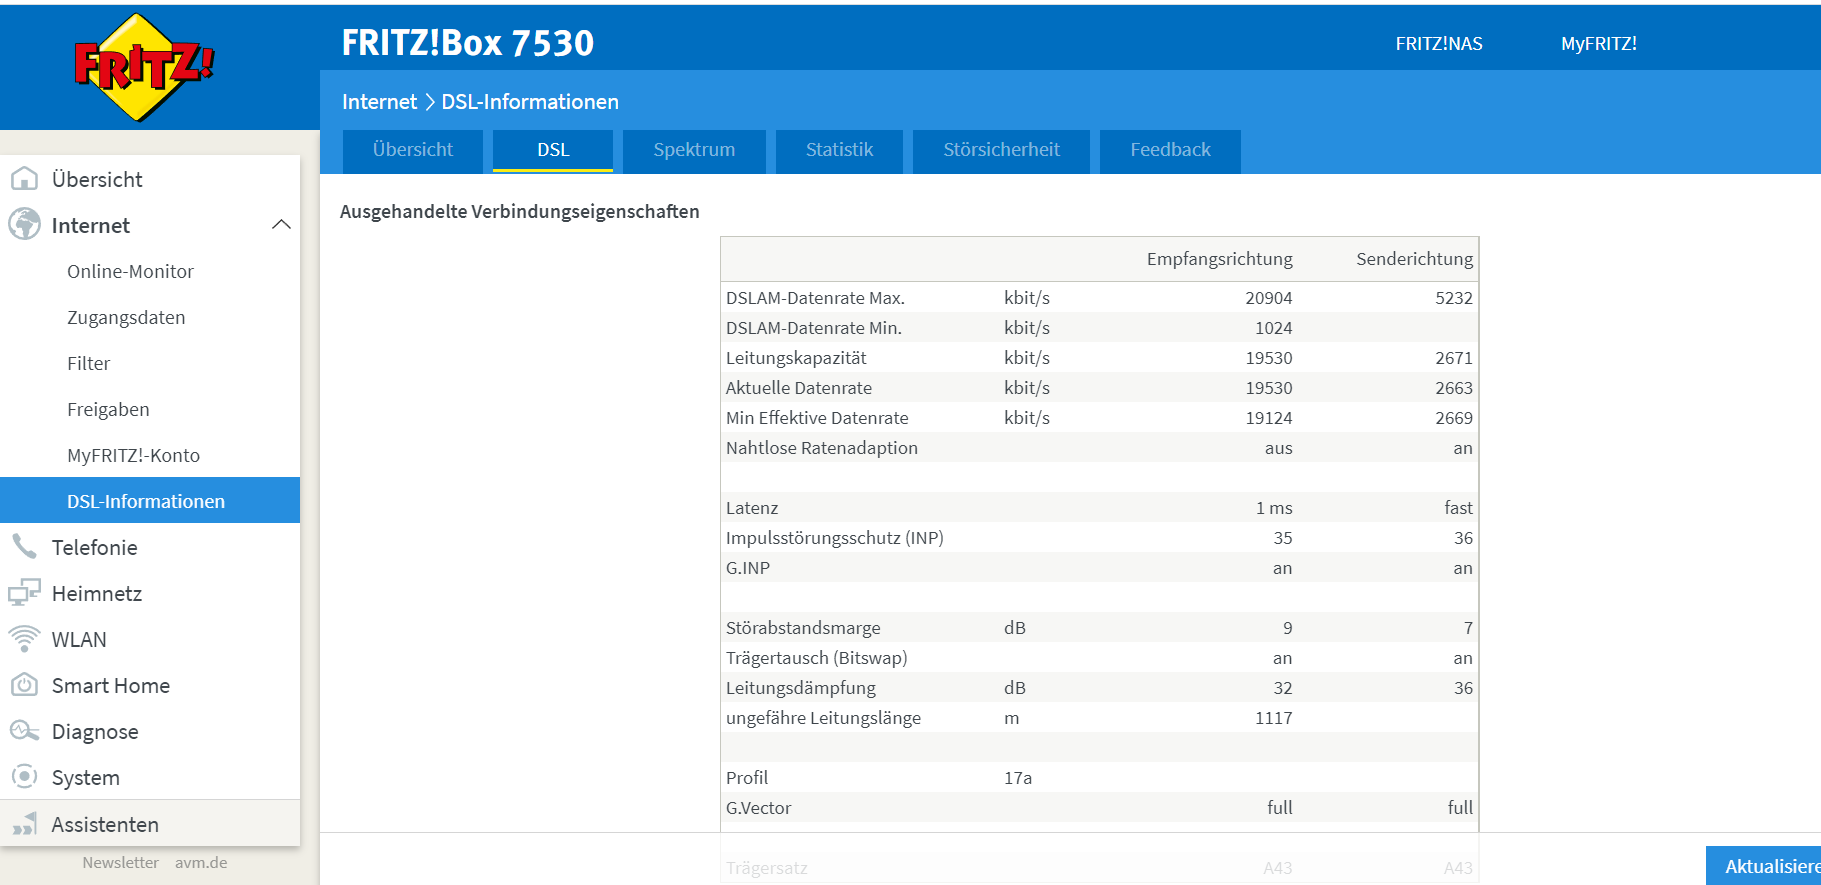 FRITZ!
FRITZ!Box 7530
FRITZ!NAS MyFRITZ!
Internet > DSL-Informationen
Übersicht DSL Spektrum Statistik Störsicherheit Feedback
Übersicht
Internet
Online-Monitor
Zugangsdaten
Filter
Freigaben
MyFRITZ!-Konto
DSL-Informationen
Telefonie
Heimnetz
WLAN
Smart Home
Diagnose
System
Assistenten
Newsletter avm.de
Ausgehandelte Verbindungseigenschaften
Empfangsrichtung Senderichtung
DSLAM-Datenrate Max. kbit/s 20904 5232
DSLAM-Datenrate Min. kbit/s 1024
Leitungskapazität kbit/s 19530 2671
Aktuelle Datenrate kbit/s 19530 2663
Min Effektive Datenrate kbit/s 19124 2669
Nahtlose Ratenadaption aus an
Latenz 1 ms fast
Impulsstörungsschutz (INP) 35 36
G.INP an an
Störabstandsmarge dB 9 7
Trägertausch (Bitswap) an an
Leitungsdämpfung dB 32 36
ungefähre Leitungslänge m 1117
Profil 17a
G.Vector full full
Trägersatz A43 A43
Aktualisiere